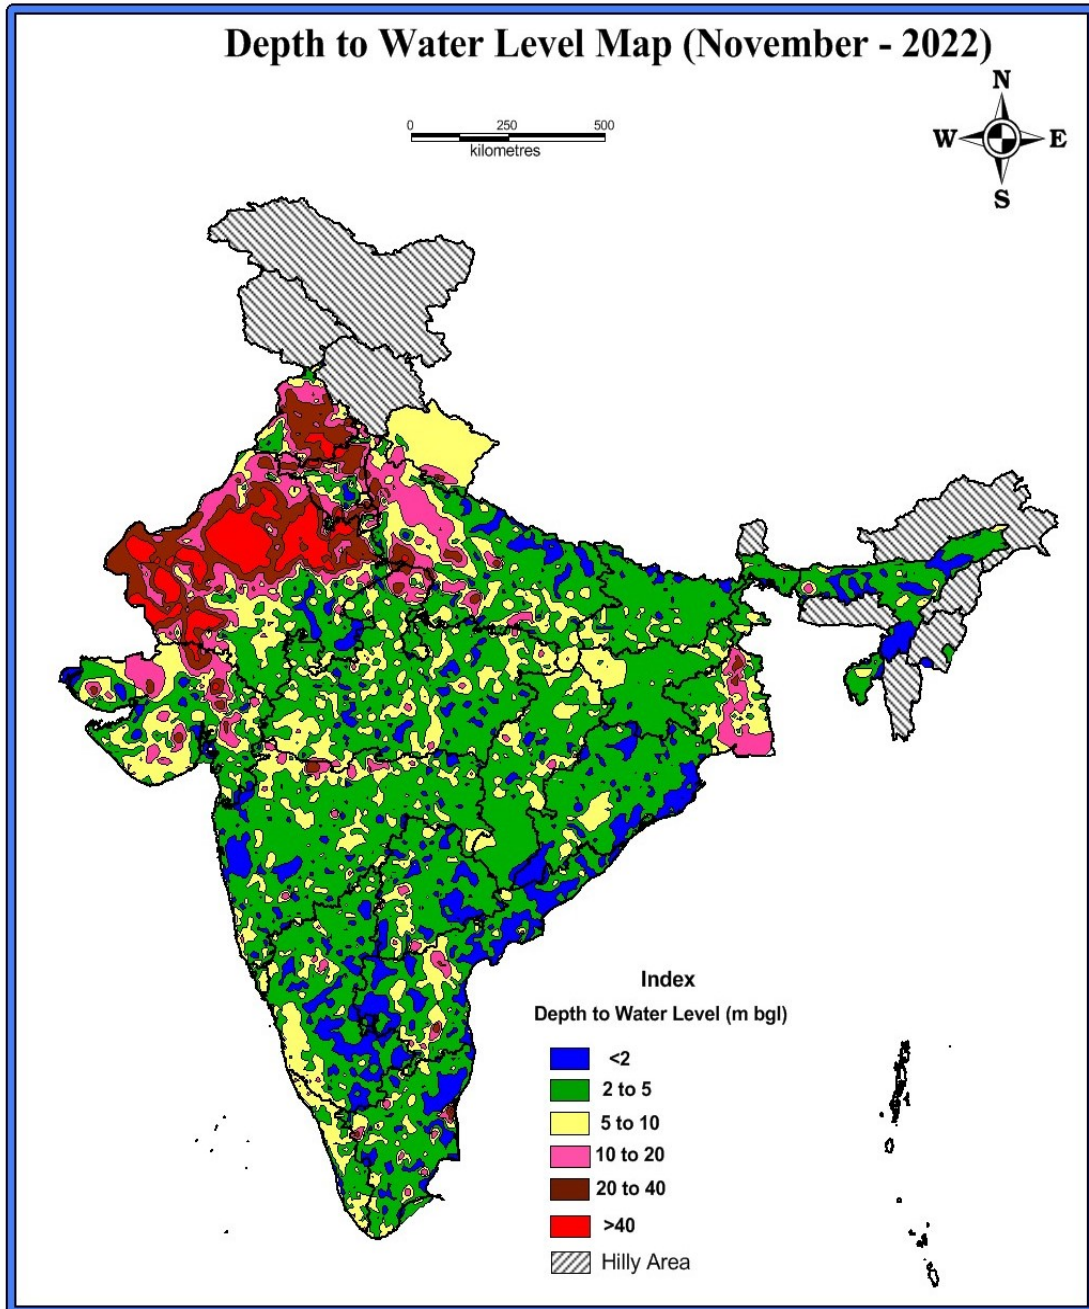 Depth to Water Level Map (November - 2022)
N
0 250 500
kilometres
W E
S
Index
Depth to Water Level (m bgl)
<2
2 to 5
5 to 10
10 to 20
20 to 40
>40
Hilly Area